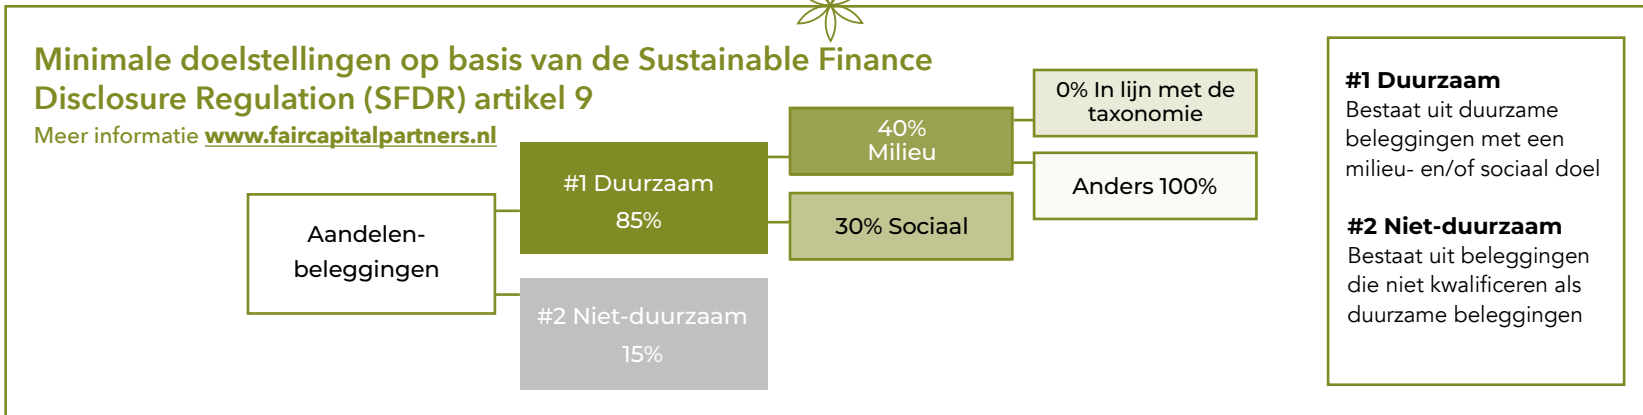 Minimale doelstellingen op basis van de Sustainable Finance
Disclosure Regulation (SFDR) artikel 9
Meer informatie www.faircapitalpartners.nl
Aandelen-
beleggingen
#1 Duurzaam
85%
#2 Niet-duurzaam
15%
40%
Milieu
30% Sociaal
0% In lijn met de
taxonomie
Anders 100%
#1 Duurzaam
Bestaat uit duurzame
beleggingen met een
milieu- en/of sociaal doel
#2 Niet-duurzaam
Bestaat uit beleggingen
die niet kwalificeren als
duurzame beleggingen